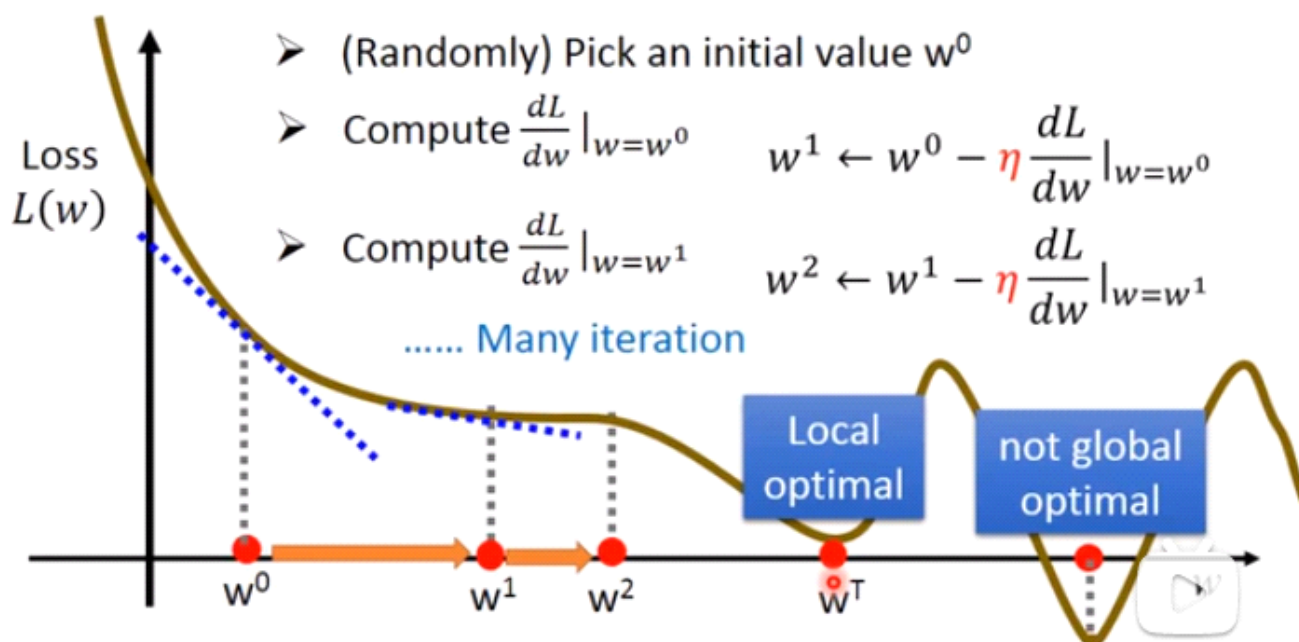 ➢ (Randomly) Pick an initial value w⁰
➢ Compute dL/dw |w=w⁰
w¹ ← w⁰ − η dL/dw |w=w⁰
Loss
L(w)
➢ Compute dL/dw |w=w¹
w² ← w¹ − η dL/dw |w=w¹
...... Many iteration
Local
optimal
not global
optimal
w⁰
w¹
w²
wᵀ
w